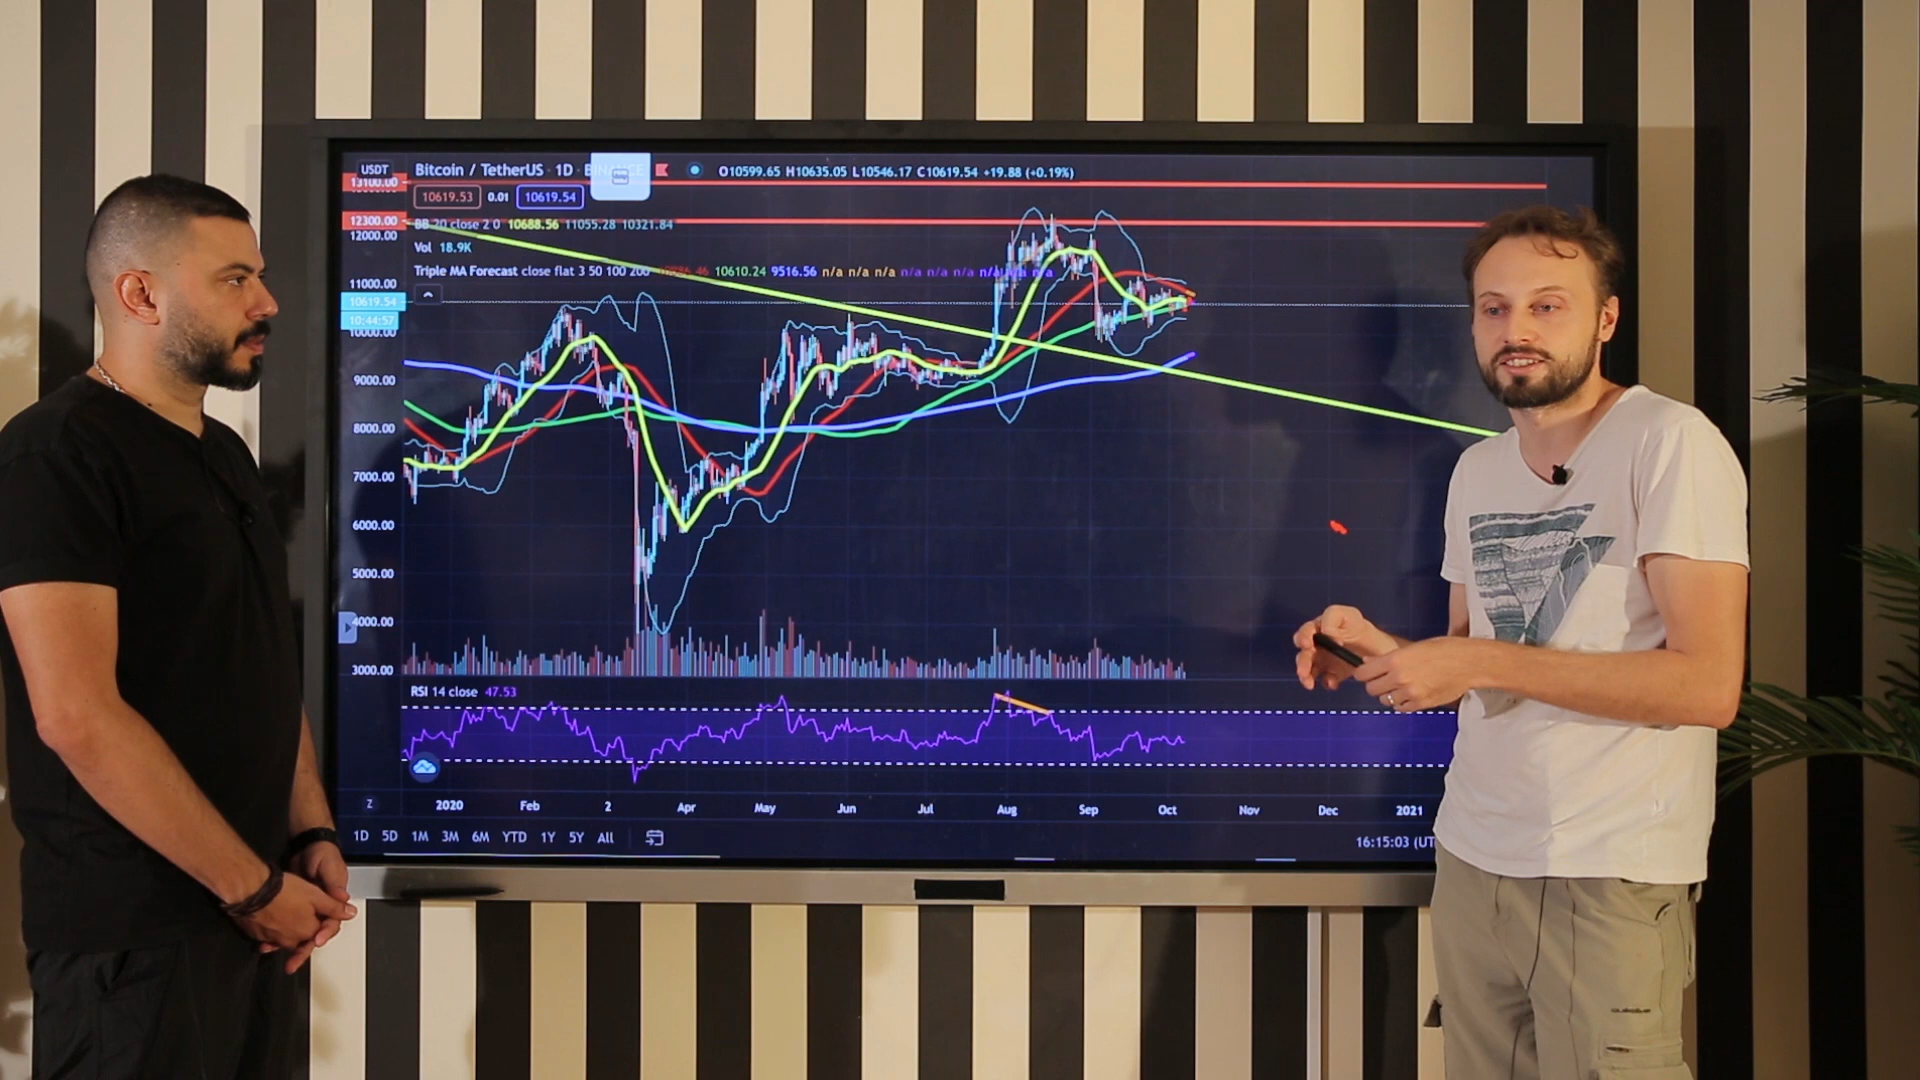 USDT Bitcoin / TetherUS · 1D · BINANCE O10599.65 H10635.05 L10546.17 C10619.54 +19.88 (+0.19%)
13100.00
10619.53 0.01 10619.54
12300.00
BB 20 close 2 0 10688.56 11055.28 10321.84
12000.00
Vol 18.9K
Triple MA Forecast close flat 3 50 100 200 10610.24 9516.56 n/a n/a n/a n/a n/a n/a n/a
11000.00
10619.54
10:44:57
10000.00
9000.00
8000.00
7000.00
6000.00
5000.00
4000.00
3000.00
RSI 14 close 47.53
Z 2020 Feb 2 Apr May Jun Jul Aug Sep Oct Nov Dec 2021
1D 5D 1M 3M 6M YTD 1Y 5Y All 16:15:03 (UT